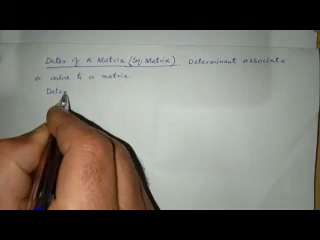 Deter of A Matrix (Sq. Matrix) Determinant associate
a value to a matrix.
Dete